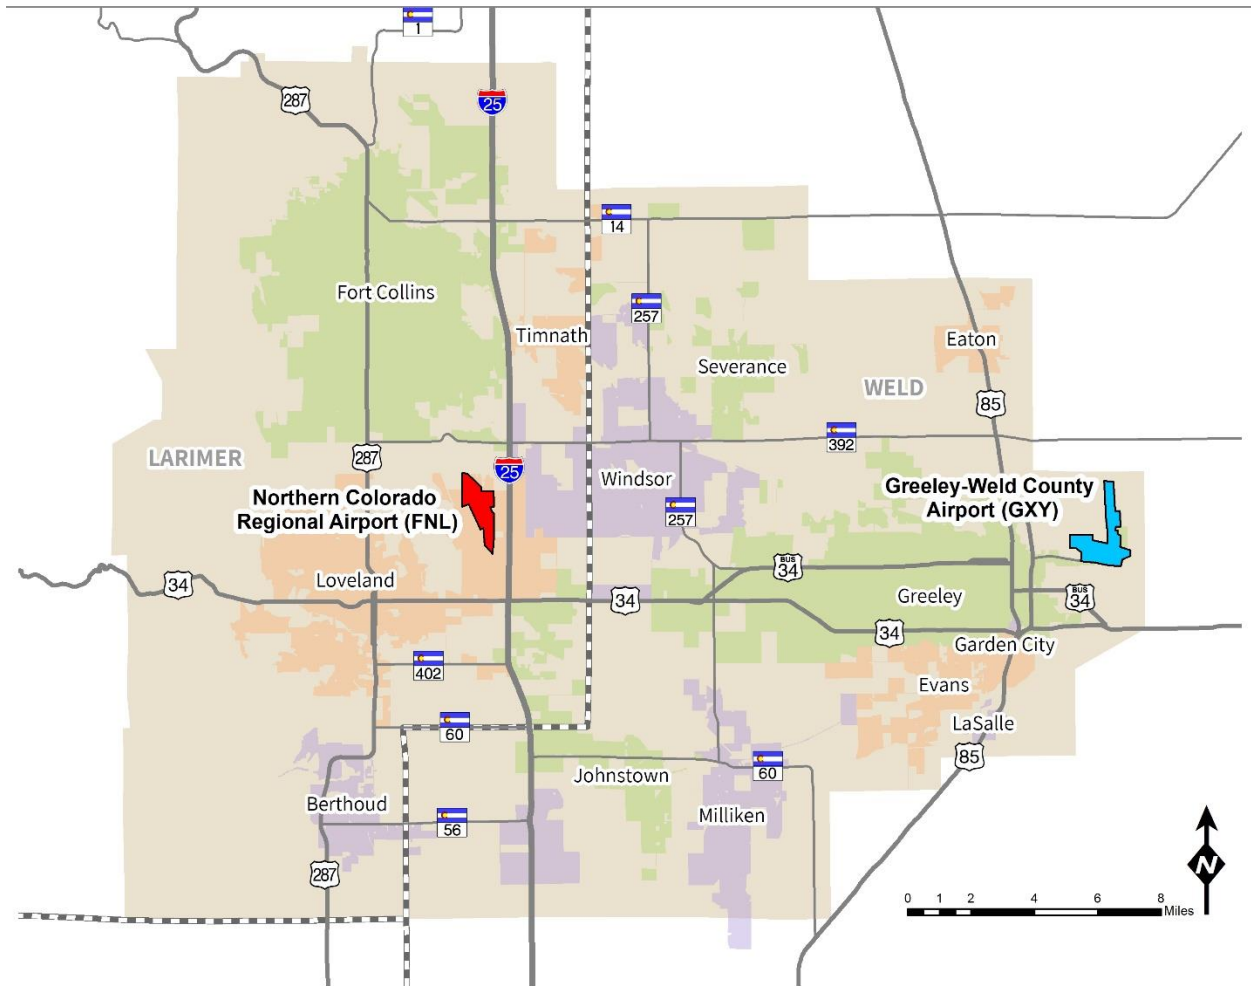 1
287
25
14
Fort Collins
257
Timnath
Eaton
Severance
WELD
85
392
LARIMER
287
25
Windsor
Northern Colorado
Regional Airport (FNL)
Greeley-Weld County
Airport (GXY)
257
BUS
34
Loveland
34
34
Greeley
BUS
34
34
Garden City
402
Evans
LaSalle
60
85
Johnstown
60
Berthoud
Milliken
56
287
N
0 1 2 4 6 8
Miles